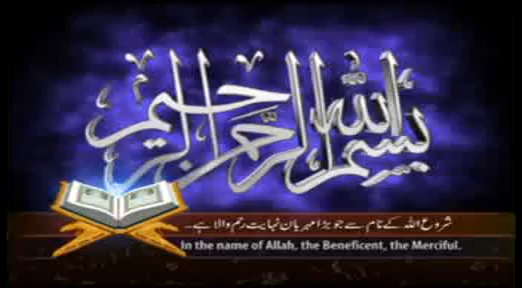 بسم الله الرحمن الرحيم
شروع اللہ کے نام سے جو بڑا مہربان نہایت رحم والا ہے۔
In the name of Allah, the Beneficent, the Merciful.